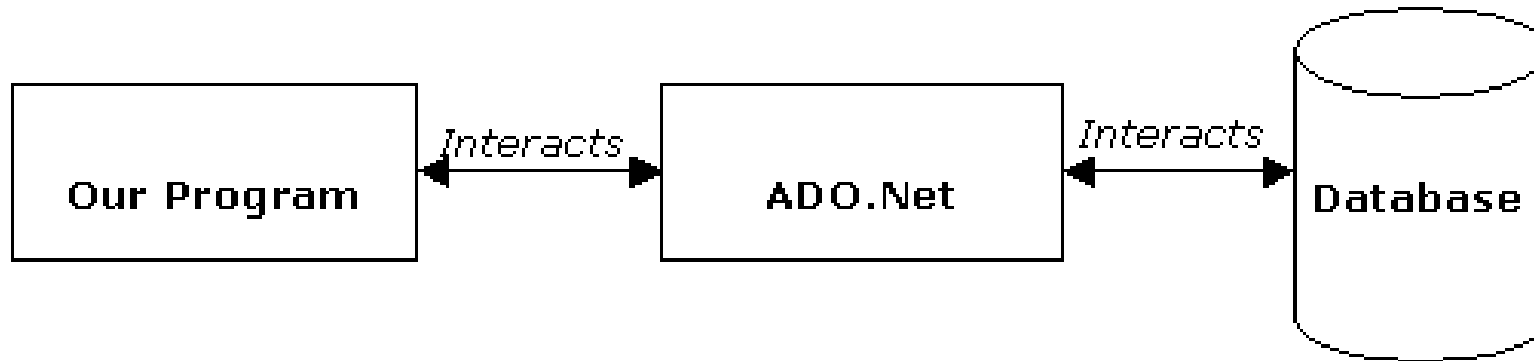 Interacts
Interacts
Our Program
ADO.Net
Database